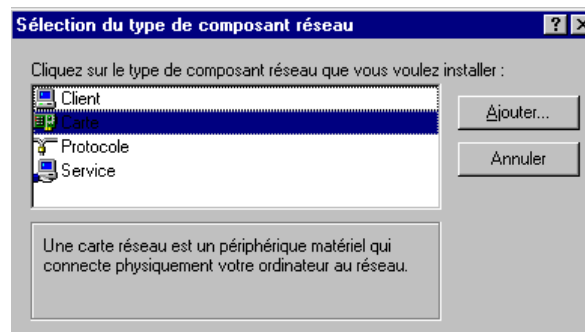 Sélection du type de composant réseau
Cliquez sur le type de composant réseau que vous voulez installer :
Client
Carte
Protocole
Service
Ajouter...
Annuler
Une carte réseau est un périphérique matériel qui
connecte physiquement votre ordinateur au réseau.